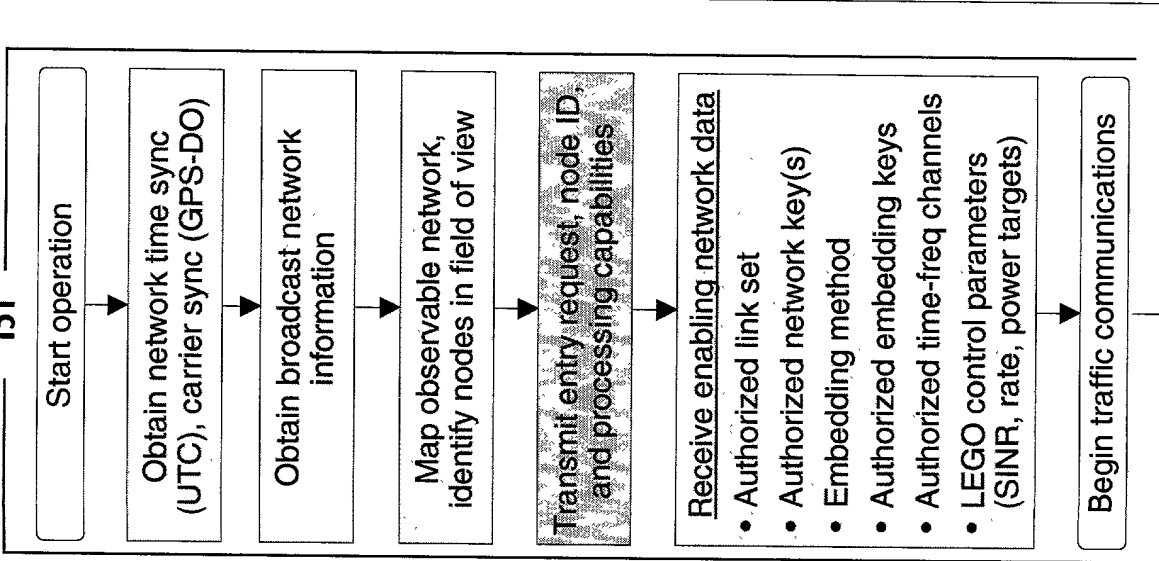 Start operation
Obtain network time sync
(UTC), carrier sync (GPS-DO)
Obtain broadcast network
information
Map observable network,
identify nodes in field of view
Transmit entry request, node ID,
and processing capabilities
Receive enabling network data
• Authorized link set
• Authorized network key(s)
• Embedding method
• Authorized embedding keys
• Authorized time-freq channels
• LEGO control parameters
(SINR, rate, power targets)
Begin traffic communications